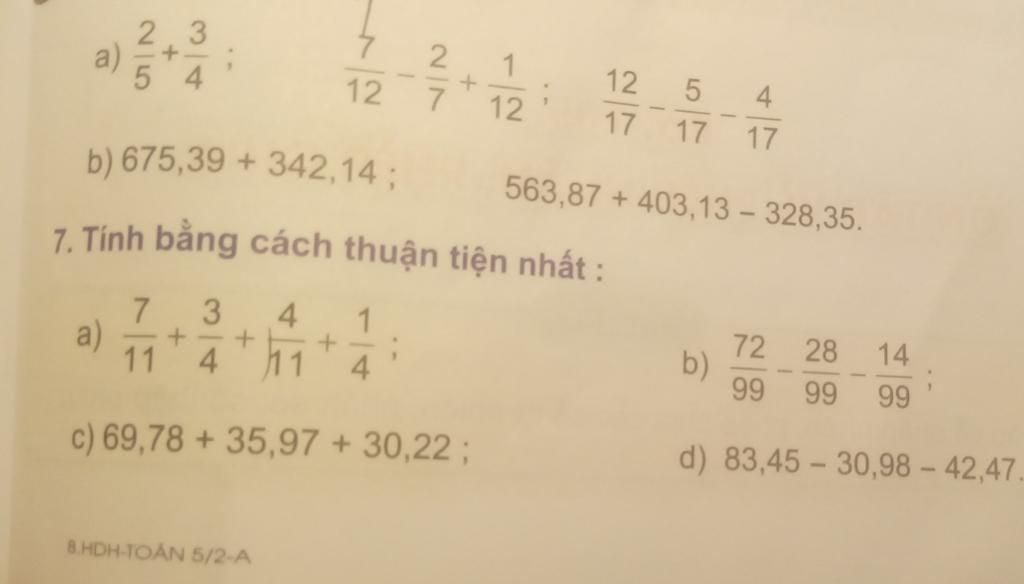 a) 2/5 + 3/4 ; 7/12 − 2/7 + 1/12 ; 12/17 − 5/17 − 4/17
b) 675,39 + 342,14 ; 563,87 + 403,13 − 328,35.
7. Tính bằng cách thuận tiện nhất :
a) 7/11 + 3/4 + 4/11 + 1/4 ; b) 72/99 − 28/99 − 14/99 ;
c) 69,78 + 35,97 + 30,22 ; d) 83,45 − 30,98 − 42,47.
8.HDH-TOÁN 5/2-A